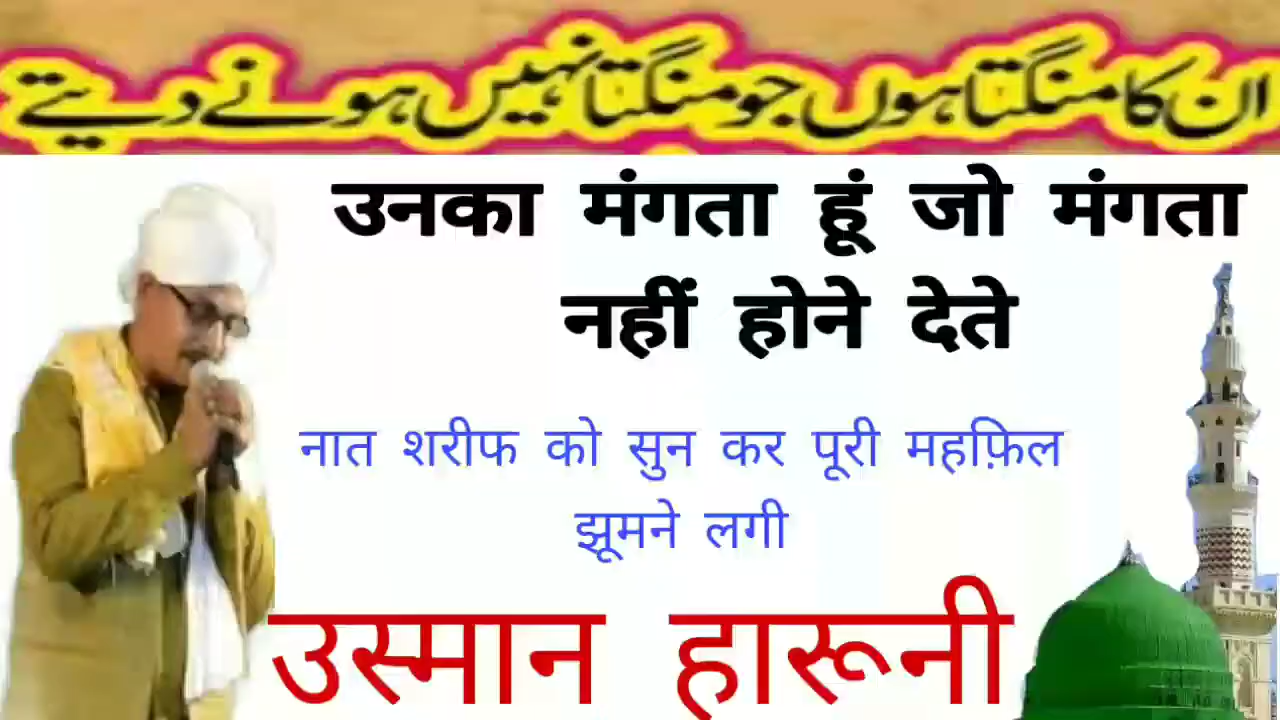 ان کا منگتا ہوں جو منگتا نہیں ہونے دیتے
उनका मंगता हूं जो मंगता
नहीं होने देते
नात शरीफ को सुन कर पूरी महफ़िल
झूमने लगी
उस्मान हारूनी